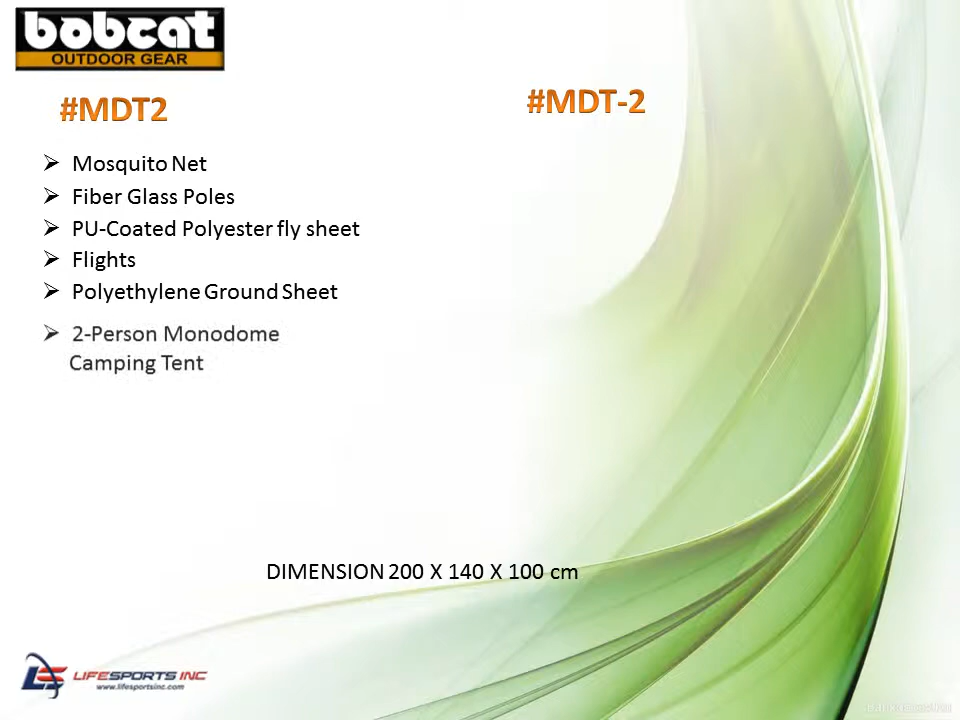 bobcat
OUTDOOR GEAR
#MDT2
#MDT-2
➢ Mosquito Net
➢ Fiber Glass Poles
➢ PU-Coated Polyester fly sheet
➢ Flights
➢ Polyethylene Ground Sheet
➢ 2-Person Monodome
Camping Tent
DIMENSION 200 X 140 X 100 cm
LS LIFESPORTS INC
www.lifesportsinc.com